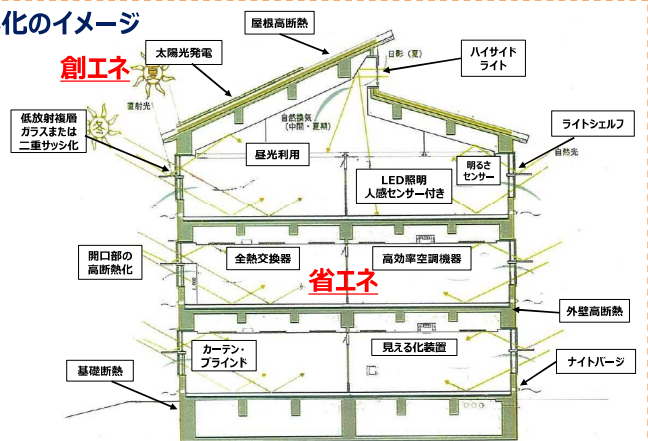 化のイメージ
屋根高断熱
太陽光発電
創エネ
夏
直射光
日影（夏）
ハイサイド
ライト
低放射複層
ガラスまたは
二重サッシ化
冬
自然換気
（中間・夏期）
ライトシェルフ
自然光
昼光利用
明るさ
センサー
LED照明
人感センサー付き
開口部の
高断熱化
全熱交換器
高効率空調機器
省エネ
外壁高断熱
カーテン・
ブラインド
見える化装置
ナイトパージ
基礎断熱